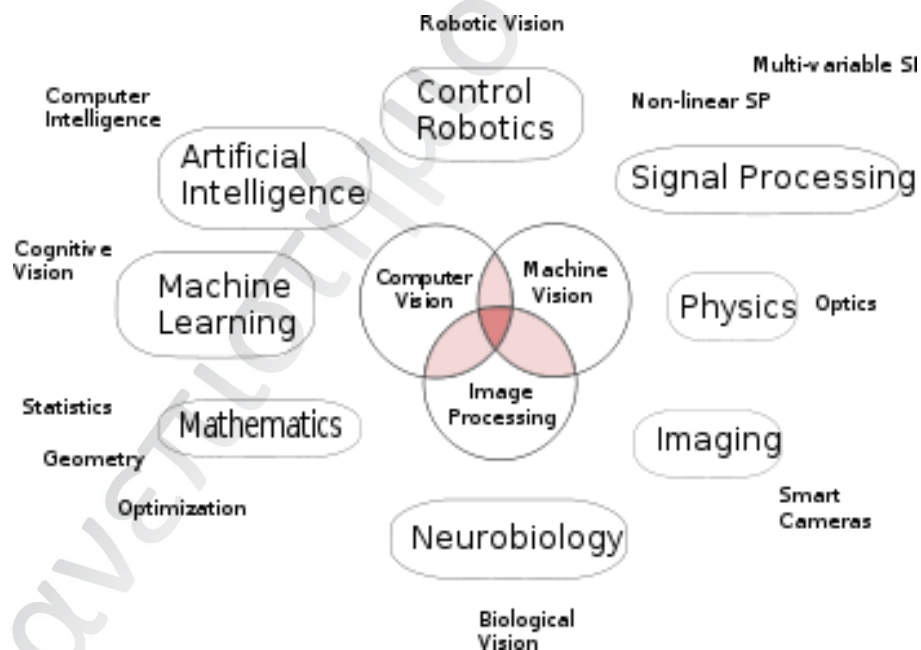 Robotic Vision
Multi-variable SP
Non-linear SP
Computer
Intelligence
Control
Robotics
Artificial
Intelligence
Signal Processing
Cognitive
Vision
Machine
Learning
Computer
Vision
Machine
Vision
Physics
Optics
Image
Processing
Statistics
Mathematics
Geometry
Imaging
Optimization
Smart
Cameras
Neurobiology
Biological
Vision